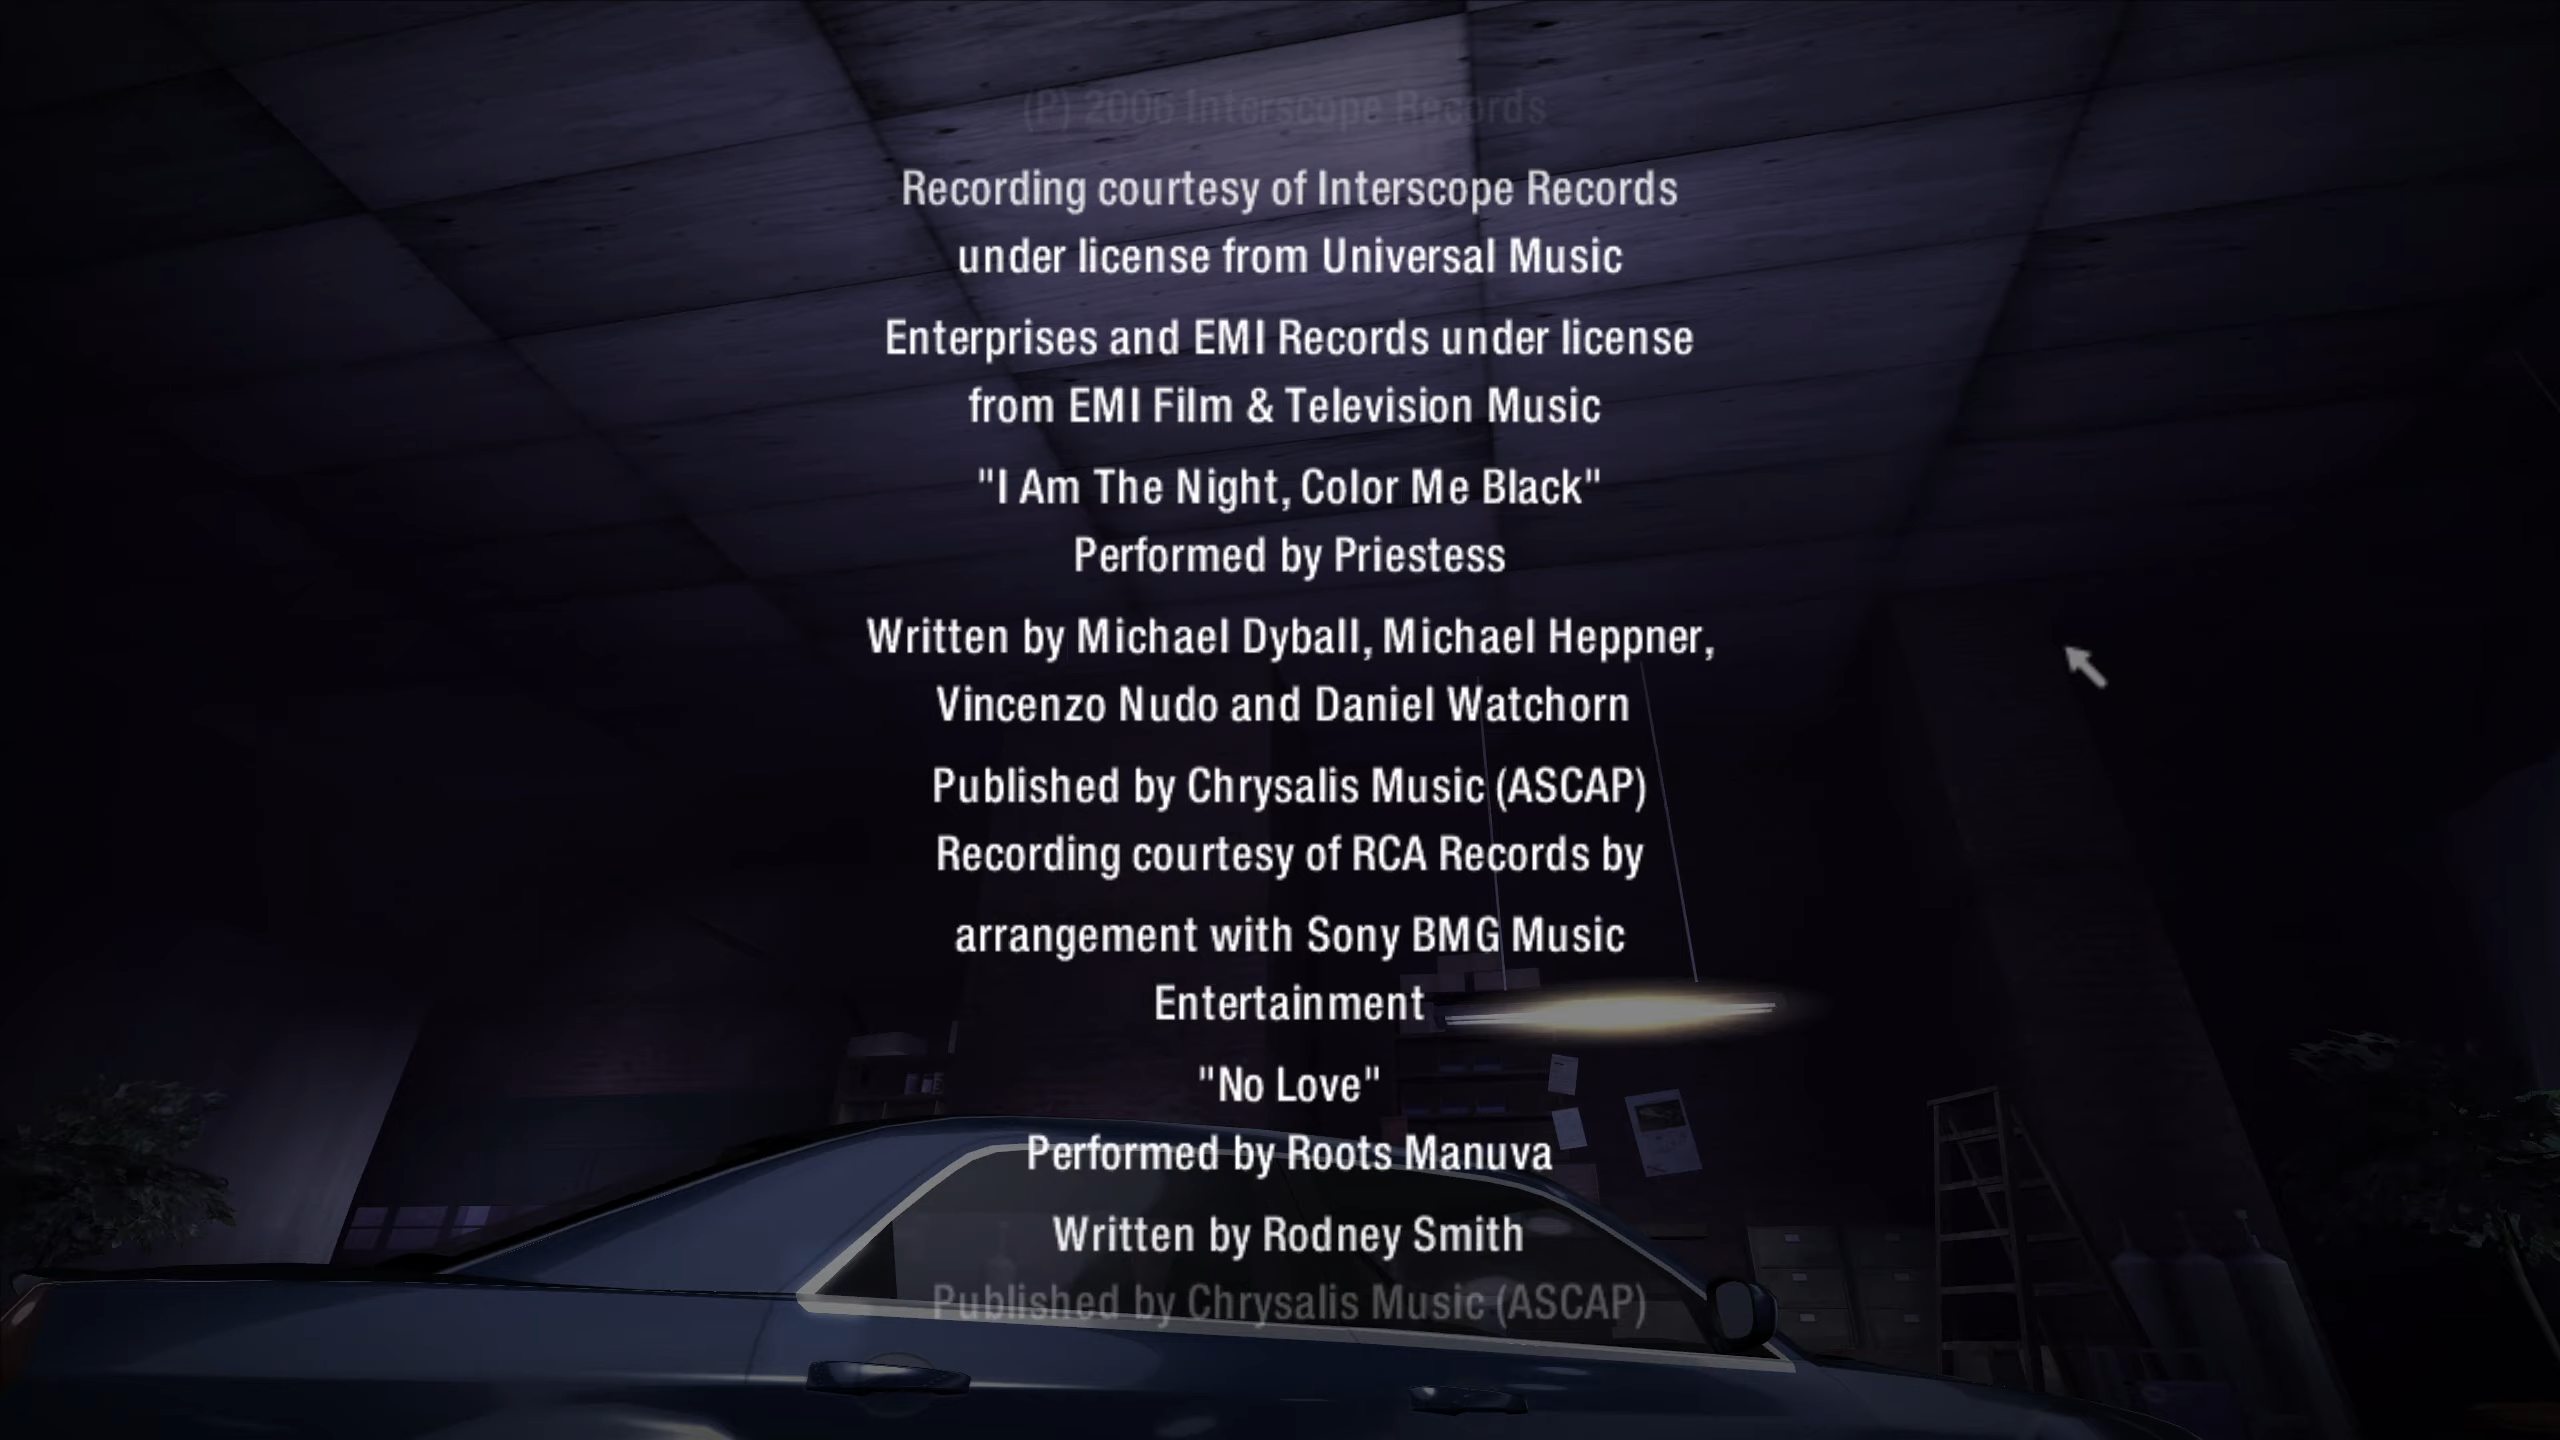 (P) 2006 Interscope Records
Recording courtesy of Interscope Records
under license from Universal Music
Enterprises and EMI Records under license
from EMI Film & Television Music
"I Am The Night, Color Me Black"
Performed by Priestess
Written by Michael Dyball, Michael Heppner,
Vincenzo Nudo and Daniel Watchorn
Published by Chrysalis Music (ASCAP)
Recording courtesy of RCA Records by
arrangement with Sony BMG Music
Entertainment
"No Love"
Performed by Roots Manuva
Written by Rodney Smith
Published by Chrysalis Music (ASCAP)